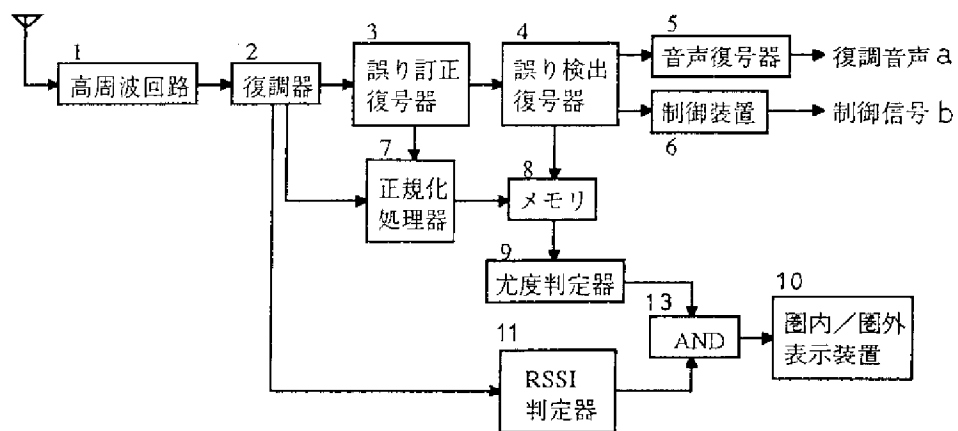 1
高周波回路
2
復調器
3
誤り訂正
復号器
4
誤り検出
復号器
5
音声復号器
復調音声a
制御装置
6
制御信号b
7
正規化
処理器
8
メモリ
9
尤度判定器
13
AND
10
圏内／圏外
表示装置
11
RSSI
判定器